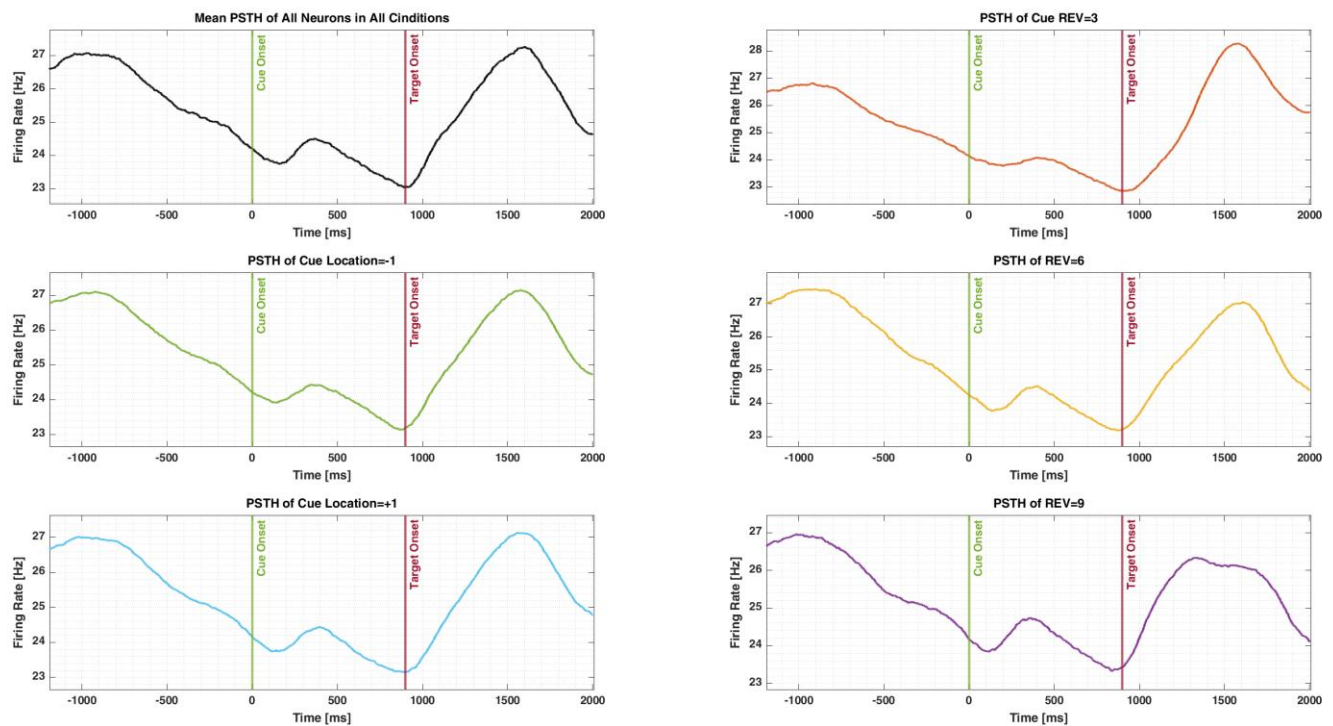 Mean PSTH of All Neurons in All Cinditions
Firing Rate [Hz]
27
26
25
24
23
Cue Onset
Target Onset
-1000 -500 0 500 1000 1500 2000
Time [ms]
PSTH of Cue REV=3
Firing Rate [Hz]
28
27
26
25
24
23
Cue Onset
Target Onset
-1000 -500 0 500 1000 1500 2000
Time [ms]
PSTH of Cue Location=-1
Firing Rate [Hz]
27
26
25
24
23
Cue Onset
Target Onset
-1000 -500 0 500 1000 1500 2000
Time [ms]
PSTH of REV=6
Firing Rate [Hz]
27
26
25
24
23
Cue Onset
Target Onset
-1000 -500 0 500 1000 1500 2000
Time [ms]
PSTH of Cue Location=+1
Firing Rate [Hz]
27
26
25
24
23
Cue Onset
Target Onset
-1000 -500 0 500 1000 1500 2000
Time [ms]
PSTH of REV=9
Firing Rate [Hz]
27
26
25
24
23
Cue Onset
Target Onset
-1000 -500 0 500 1000 1500 2000
Time [ms]